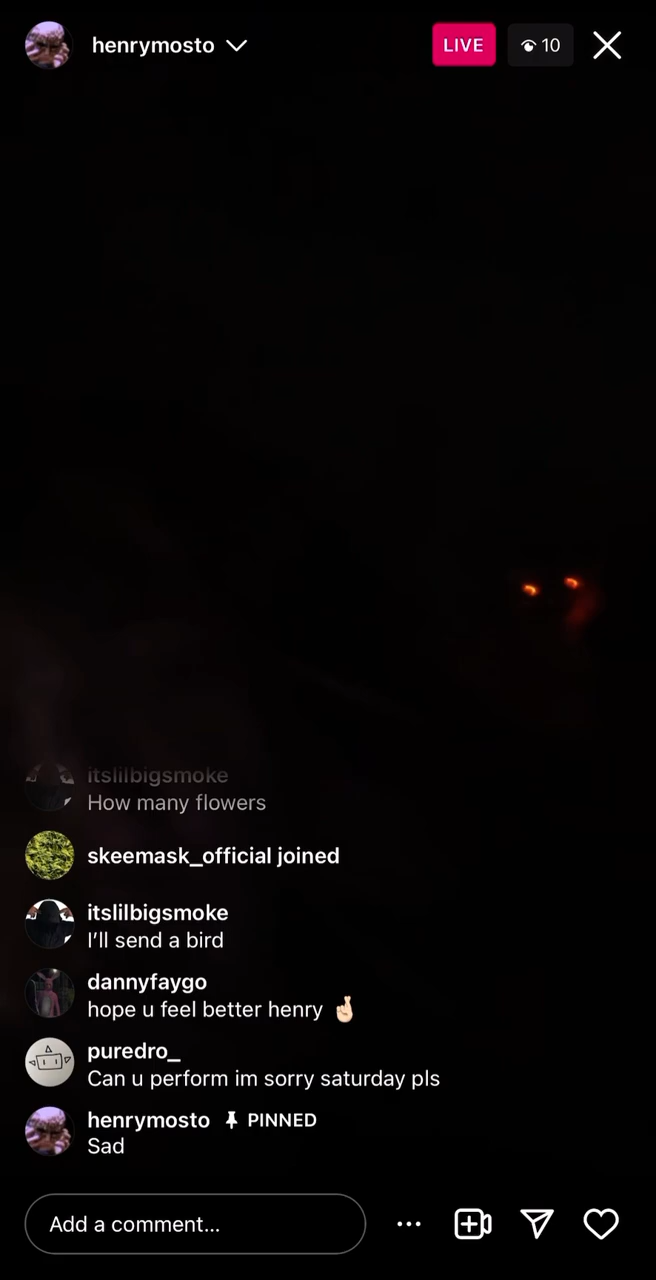 henrymosto
LIVE
10
itslilbigsmoke
How many flowers
skeemask_official joined
itslilbigsmoke
I’ll send a bird
dannyfaygo
hope u feel better henry 🤞🏻
puredro_
Can u perform im sorry saturday pls
henrymosto PINNED
Sad
Add a comment...